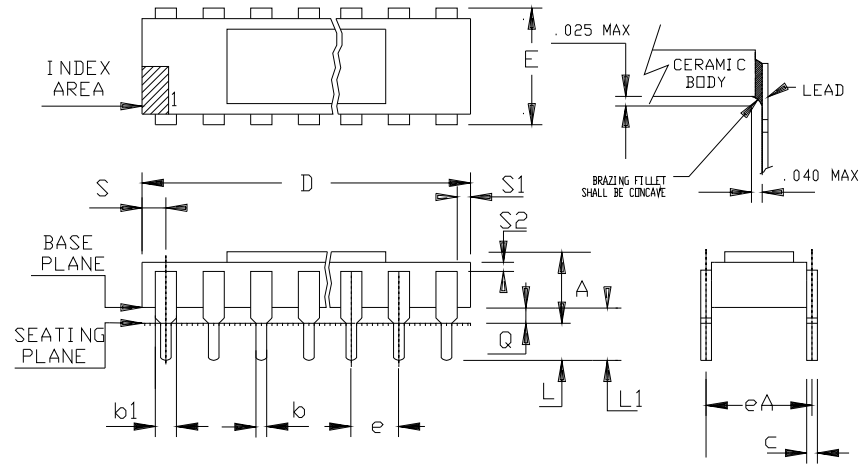 .025 MAX
E
INDEX
AREA
1
CERAMIC
BODY
LEAD
BRAZING FILLET
SHALL BE CONCAVE
.040 MAX
S
D
S1
S2
BASE
PLANE
A
SEATING
PLANE
Q
L
L1
b1
b
e
eA
c